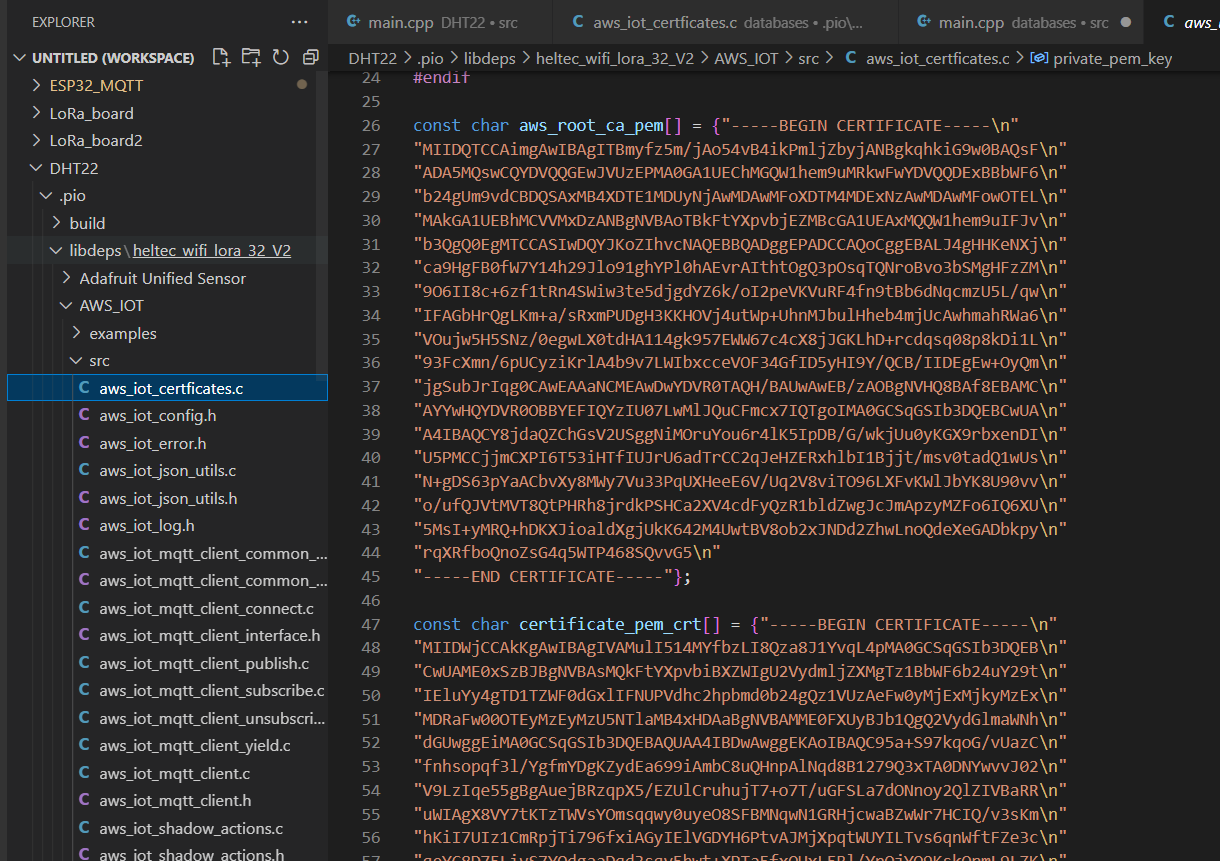 EXPLORER
UNTITLED (WORKSPACE)
ESP32_MQTT
LoRa_board
LoRa_board2
DHT22
.pio
build
libdeps\heltec_wifi_lora_32_V2
Adafruit Unified Sensor
AWS_IOT
examples
src
aws_iot_certficates.c
aws_iot_config.h
aws_iot_error.h
aws_iot_json_utils.c
aws_iot_json_utils.h
aws_iot_log.h
aws_iot_mqtt_client_common_...
aws_iot_mqtt_client_common_...
aws_iot_mqtt_client_connect.c
aws_iot_mqtt_client_interface.h
aws_iot_mqtt_client_publish.c
aws_iot_mqtt_client_subscribe.c
aws_iot_mqtt_client_unsubscri...
aws_iot_mqtt_client_yield.c
aws_iot_mqtt_client.c
aws_iot_mqtt_client.h
aws_iot_shadow_actions.c
aws_iot_shadow_actions.h
main.cpp DHT22 • src
aws_iot_certficates.c databases • .pio\...
main.cpp databases • src
DHT22 > .pio > libdeps > heltec_wifi_lora_32_V2 > AWS_IOT > src > C aws_iot_certficates.c > private_pem_key
24 #endif
25
26 const char aws_root_ca_pem[] = {"-----BEGIN CERTIFICATE-----\n"
27 "MIIDQTCCAimgAwIBAgITBmyfz5m/jAo54vB4ikPmljZbyjANBgkqhkiG9w0BAQsF\n"
28 "ADA5MQswCQYDVQQGEwJVUzEPMA0GA1UEChMGQW1hem9uMRkwFwYDVQQDExBBbWF6\n"
29 "b24gUm9vdCBDQSAxMB4XDTE1MDUyNjAwMDAwMFoXDTM4MDExNzAwMDAwMFowOTEL\n"
30 "MAkGA1UEBhMCVVMxDzANBgNVBAoTBkFtYXpvbjEZMBcGA1UEAxMQQW1hem9uIFJv\n"
31 "b3QgQ0EgMTCCASIwDQYJKoZIhvcNAQEBBQADggEPADCCAQoCggEBALJ4gHHKeNXj\n"
32 "ca9HgFB0fW7Y14h29Jlo91ghYPl0hAEvrAIthtOgQ3pOsqTQNroBvo3bSMgHFzZM\n"
33 "9O6II8c+6zf1tRn4SWiw3te5djgdYZ6k/oI2peVKVuRF4fn9tBb6dNqcmzU5L/qw\n"
34 "IFAGbHrQgLKm+a/sRxmPUDgH3KKHOVj4utWp+UhnMJbulHheb4mjUcAwhmahRWa6\n"
35 "VOujw5H5SNz/0egwLX0tdHA114gk957EWW67c4cX8jJGKLhD+rcdqsq08p8kDi1L\n"
36 "93FcXmn/6pUCyziKrlA4b9v7LWIbxcceVOF34GfID5yHI9Y/QCB/IIDEgEw+OyQm\n"
37 "jgSubJrIqg0CAwEAAaNCMEAwDwYDVR0TAQH/BAUwAwEB/zAOBgNVHQ8BAf8EBAMC\n"
38 "AYYwHQYDVR0OBBYEFIQYzIU07LwMlJQuCFmcx7IQTgoIMA0GCSqGSIb3DQEBCwUA\n"
39 "A4IBAQCY8jdaQZChGsV2USggNiMOruYou6r4lK5IpDB/G/wkjUu0yKGX9rbxenDI\n"
40 "U5PMCCjjmCXPI6T53iHTfIUJrU6adTrCC2qJeHZERxhlbI1Bjjt/msv0tadQ1wUs\n"
41 "N+gDS63pYaACbvXy8MWy7Vu33PqUXHeeE6V/Uq2V8viTO96LXFvKWlJbYK8U90vv\n"
42 "o/ufQJVtMVT8QtPHRh8jrdkPSHCa2XV4cdFyQzR1bldZwgJcJmApzyMZFo6IQ6XU\n"
43 "5MsI+yMRQ+hDKXJioaldXgjUkK642M4UwtBV8ob2xJNDd2ZhwLnoQdeXeGADbkpy\n"
44 "rqXRfboQnoZsG4q5WTP468SQvvG5\n"
45 "-----END CERTIFICATE-----"};
46
47 const char certificate_pem_crt[] = {"-----BEGIN CERTIFICATE-----\n"
48 "MIIDWjCCAkKgAwIBAgIVAMulI514MYfbzLI8Qza8J1YvqL4pMA0GCSqGSIb3DQEB\n"
49 "CwUAME0xSzBJBgNVBAsMQkFtYXpvbiBXZWIgU2VydmljZXMgTz1BbWF6b24uY29t\n"
50 "IEluYy4gTD1TZWF0dGxlIFNUPVdhc2hpbmd0b24gQz1VUzAeFw0yMjExMjkyMzEx\n"
51 "MDRaFw00OTEyMzEyMzU5NTlaMB4xHDAaBgNVBAMME0FXUyBJb1QgQ2VydGlmaWNh\n"
52 "dGUwggEiMA0GCSqGSIb3DQEBAQUAA4IBDwAwggEKAoIBAQC95a+S97kqoG/vUazC\n"
53 "fnhsopqf3l/YgfmYDgKZydEa699iAmbC8uQHnpAlNqd8B1279Q3xTA0DNYwvvJ02\n"
54 "V9LzIqe55gBgAuejBRzqpX5/EZUlCruhujT7+o7T/uGFSLa7dONnoy2QlZIVBaRR\n"
55 "uWIAgX8VY7tKTzTWVsYOmsqqwy0uyeO8SFBMNqwN1GRHjcwaBZwWr7HCIQ/v3sKm\n"
56 "hKiI7UIz1CmRpjTi796fxiAGyIElVGDYH6PtvAJMjXpqtWUYILTvs6qnWftFZe3c\n"
57